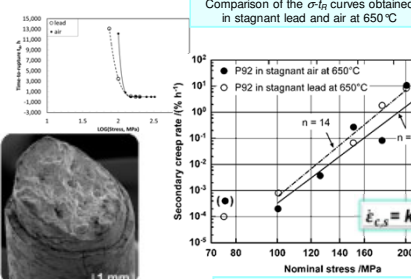 Comparison of the σ-tR curves obtained
in stagnant lead and air at 650°C
15,000
13,000
11,000
9,000
7,000
5,000
3,000
1,000
-1,000
-3,000
Time-to-rupture tR, h
lead
air
1
1.5
2
2.5
3
LOG(Stress, MPa)
1 mm
Secondary creep rate /(% h⁻¹)
10²
10¹
10⁰
10⁻¹
10⁻²
10⁻³
10⁻⁴
10⁻⁵
P92 in stagnant air at 650°C
P92 in stagnant lead at 650°C
n = 14
n =
( )
ε̇c,s = k
70 80 100 120 140 160 200
Nominal stress /MPa